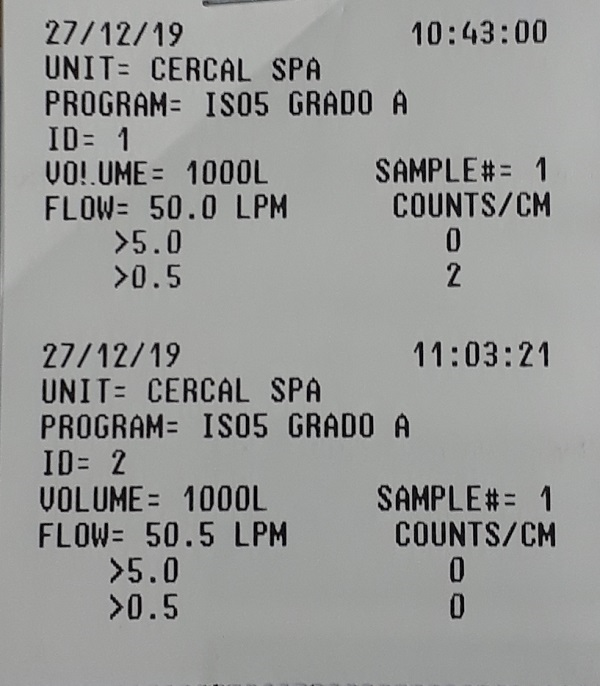 27/12/19 10:43:00
UNIT= CERCAL SPA
PROGRAM= ISO5 GRADO A
ID= 1
VOLUME= 1000L SAMPLE#= 1
FLOW= 50.0 LPM COUNTS/CM
>5.0 0
>0.5 2
27/12/19 11:03:21
UNIT= CERCAL SPA
PROGRAM= ISO5 GRADO A
ID= 2
VOLUME= 1000L SAMPLE#= 1
FLOW= 50.5 LPM COUNTS/CM
>5.0 0
>0.5 0